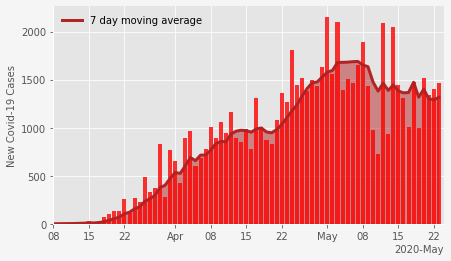 7 day moving average
New Covid-19 Cases
2000
1500
1000
500
0
08 15 22 Apr 08 15 22 May 08 15 22
2020-May